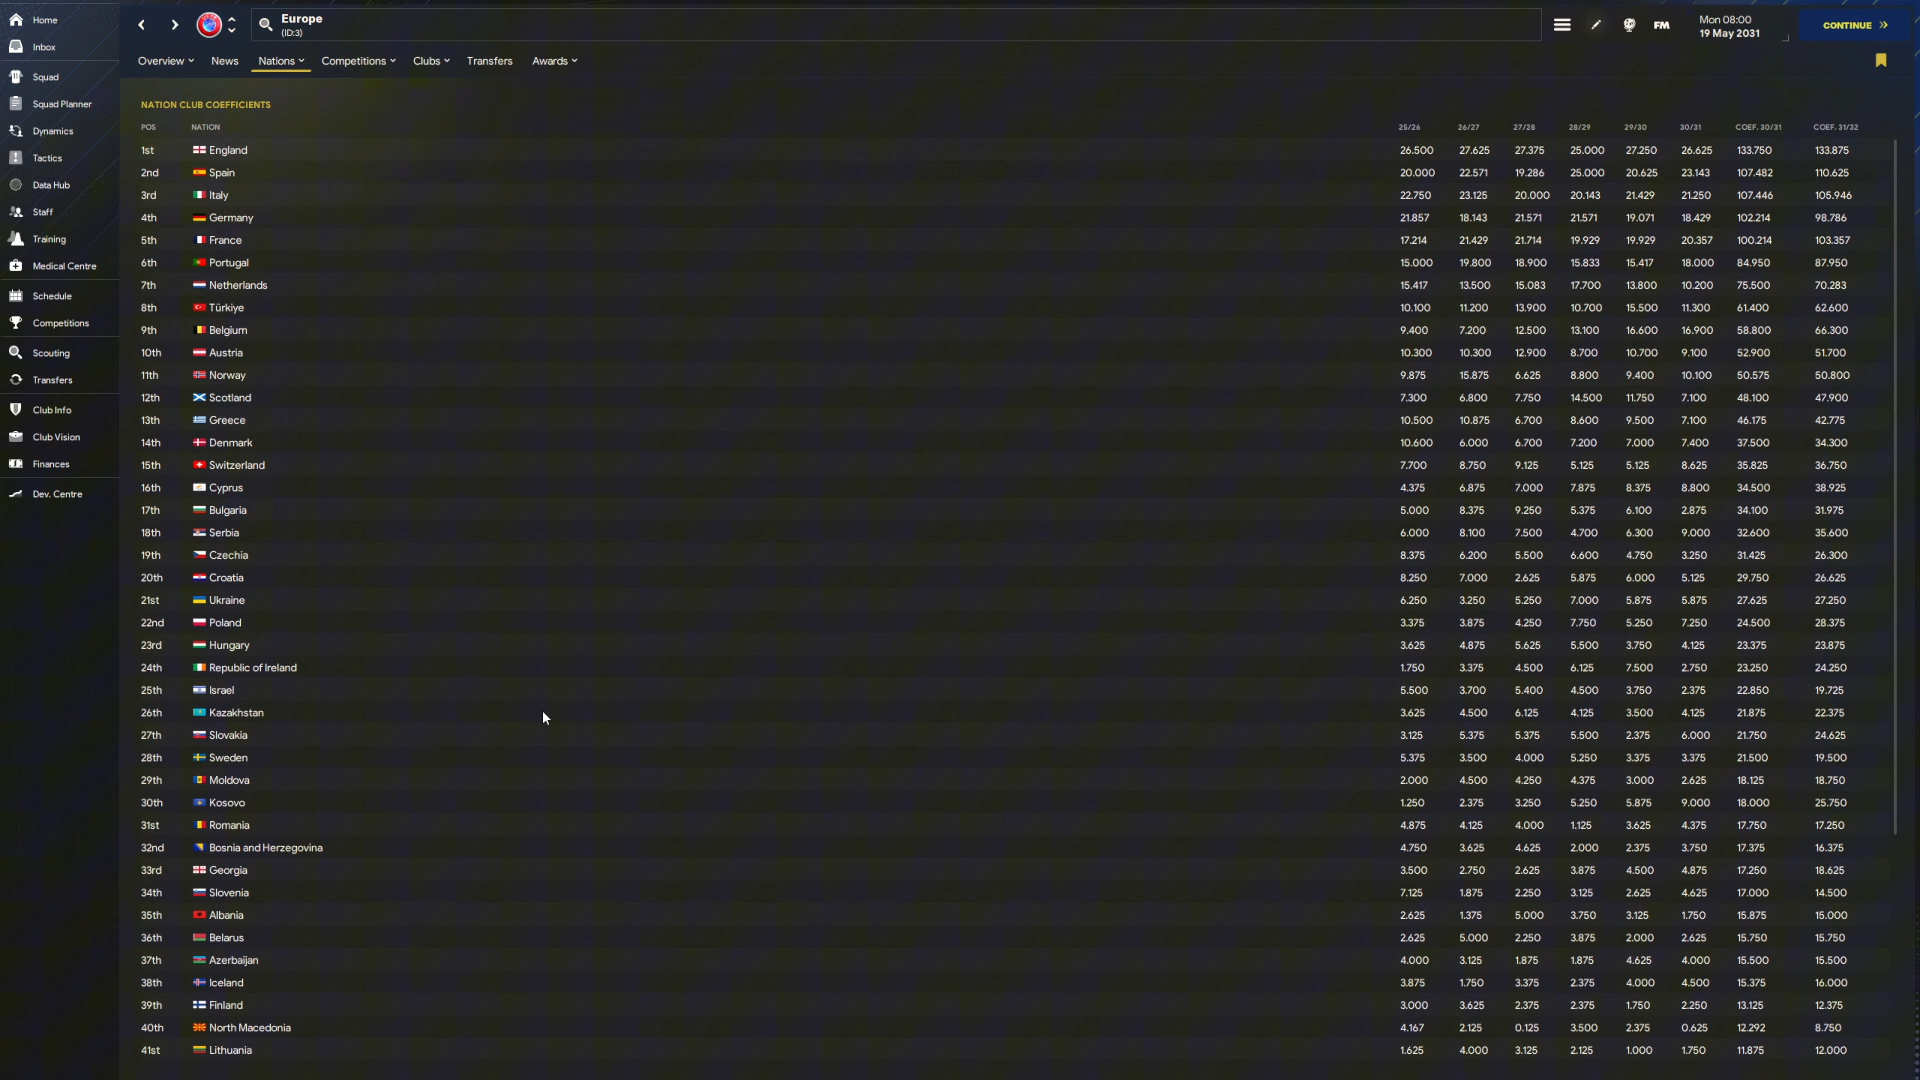 Home
Inbox
Squad
Squad Planner
Dynamics
Tactics
Data Hub
Staff
Training
Medical Centre
Schedule
Competitions
Scouting
Transfers
Club Info
Club Vision
Finances
Dev. Centre
Europe
(ID:3)
FM
Mon 08:00
19 May 2031
CONTINUE
Overview News Nations Competitions Clubs Transfers Awards
NATION CLUB COEFFICIENTS
POS NATION 25/26 26/27 27/28 28/29 29/30 30/31 COEF. 30/31 COEF. 31/32
1st England 26.500 27.625 27.375 25.000 27.250 26.625 133.750 133.875
2nd Spain 20.000 22.571 19.286 25.000 20.625 23.143 107.482 110.625
3rd Italy 22.750 23.125 20.000 20.143 21.429 21.250 107.446 105.946
4th Germany 21.857 18.143 21.571 21.571 19.071 18.429 102.214 98.786
5th France 17.214 21.429 21.714 19.929 19.929 20.357 100.214 103.357
6th Portugal 15.000 19.800 18.900 15.833 15.417 18.000 84.950 87.950
7th Netherlands 15.417 13.500 15.083 17.700 13.800 10.200 75.500 70.283
8th Türkiye 10.100 11.200 13.900 10.700 15.500 11.300 61.400 62.600
9th Belgium 9.400 7.200 12.500 13.100 16.600 16.900 58.800 66.300
10th Austria 10.300 10.300 12.900 8.700 10.700 9.100 52.900 51.700
11th Norway 9.875 15.875 6.625 8.800 9.400 10.100 50.575 50.800
12th Scotland 7.300 6.800 7.750 14.500 11.750 7.100 48.100 47.900
13th Greece 10.500 10.875 6.700 8.600 9.500 7.100 46.175 42.775
14th Denmark 10.600 6.000 6.700 7.200 7.000 7.400 37.500 34.300
15th Switzerland 7.700 8.750 9.125 5.125 5.125 8.625 35.825 36.750
16th Cyprus 4.375 6.875 7.000 7.875 8.375 8.800 34.500 38.925
17th Bulgaria 5.000 8.375 9.250 5.375 6.100 2.875 34.100 31.975
18th Serbia 6.000 8.100 7.500 4.700 6.300 9.000 32.600 35.600
19th Czechia 8.375 6.200 5.500 6.600 4.750 3.250 31.425 26.300
20th Croatia 8.250 7.000 2.625 5.875 6.000 5.125 29.750 26.625
21st Ukraine 6.250 3.250 5.250 7.000 5.875 5.875 27.625 27.250
22nd Poland 3.375 3.875 4.250 7.750 5.250 7.250 24.500 28.375
23rd Hungary 3.625 4.875 5.625 5.500 3.750 4.125 23.375 23.875
24th Republic of Ireland 1.750 3.375 4.500 6.125 7.500 2.750 23.250 24.250
25th Israel 5.500 3.700 5.400 4.500 3.750 2.375 22.850 19.725
26th Kazakhstan 3.625 4.500 6.125 4.125 3.500 4.125 21.875 22.375
27th Slovakia 3.125 5.375 5.375 5.500 2.375 6.000 21.750 24.625
28th Sweden 5.375 3.500 4.000 5.250 3.375 3.375 21.500 19.500
29th Moldova 2.000 4.500 4.250 4.375 3.000 2.625 18.125 18.750
30th Kosovo 1.250 2.375 3.250 5.250 5.875 9.000 18.000 25.750
31st Romania 4.875 4.125 4.000 1.125 3.625 4.375 17.750 17.250
32nd Bosnia and Herzegovina 4.750 3.625 4.625 2.000 2.375 3.750 17.375 16.375
33rd Georgia 3.500 2.750 2.625 3.875 4.500 4.875 17.250 18.625
34th Slovenia 7.125 1.875 2.250 3.125 2.625 4.625 17.000 14.500
35th Albania 2.625 1.375 5.000 3.750 3.125 1.750 15.875 15.000
36th Belarus 2.625 5.000 2.250 3.875 2.000 2.625 15.750 15.750
37th Azerbaijan 4.000 3.125 1.875 1.875 4.625 4.000 15.500 15.500
38th Iceland 3.875 1.750 3.375 2.375 4.000 4.500 15.375 16.000
39th Finland 3.000 3.625 2.375 2.375 1.750 2.250 13.125 12.375
40th North Macedonia 4.167 2.125 0.125 3.500 2.375 0.625 12.292 8.750
41st Lithuania 1.625 4.000 3.125 2.125 1.000 1.750 11.875 12.000